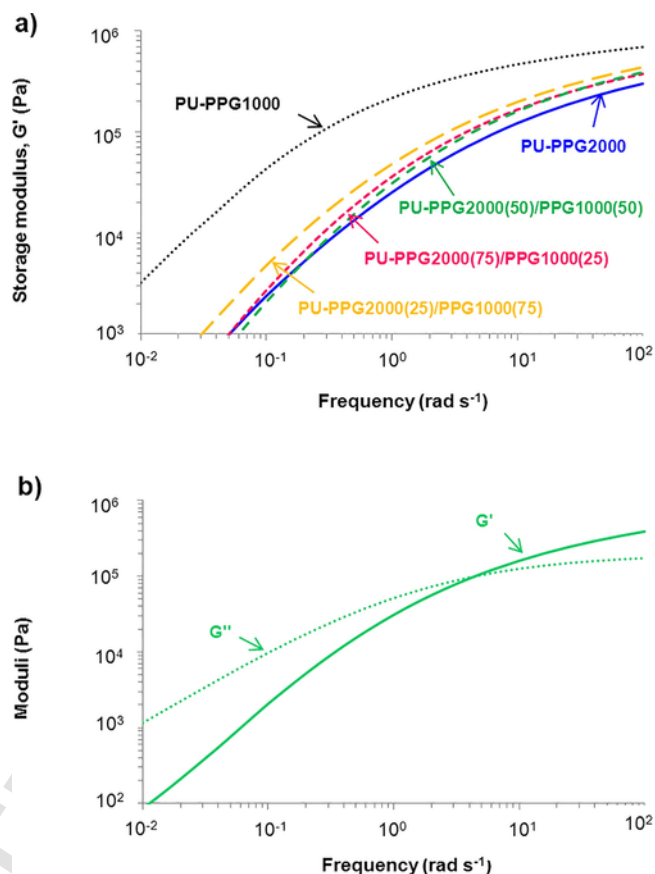 a)
Storage modulus, G' (Pa)
10⁶
10⁵
10⁴
10³
PU-PPG1000
PU-PPG2000
PU-PPG2000(50)/PPG1000(50)
PU-PPG2000(75)/PPG1000(25)
PU-PPG2000(25)/PPG1000(75)
10⁻² 10⁻¹ 10⁰ 10¹ 10²
Frequency (rad s⁻¹)
b)
Moduli (Pa)
10⁶
10⁵
10⁴
10³
10²
G'
G''
10⁻² 10⁻¹ 10⁰ 10¹ 10²
Frequency (rad s⁻¹)